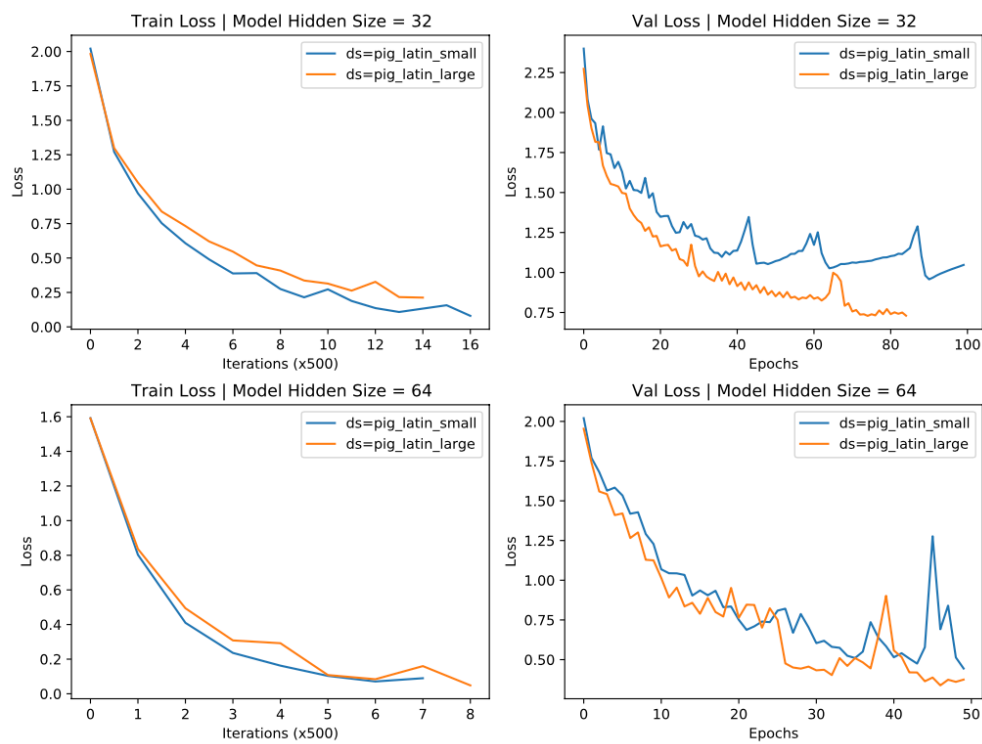 Train Loss | Model Hidden Size = 32
2.00
1.75
1.50
1.25
1.00
0.75
0.50
0.25
0.00
Loss
ds=pig_latin_small
ds=pig_latin_large
0 2 4 6 8 10 12 14 16
Iterations (x500)
Val Loss | Model Hidden Size = 32
2.25
2.00
1.75
1.50
1.25
1.00
0.75
Loss
ds=pig_latin_small
ds=pig_latin_large
0 20 40 60 80 100
Epochs
Train Loss | Model Hidden Size = 64
1.6
1.4
1.2
1.0
0.8
0.6
0.4
0.2
0.0
Loss
ds=pig_latin_small
ds=pig_latin_large
0 1 2 3 4 5 6 7 8
Iterations (x500)
Val Loss | Model Hidden Size = 64
2.00
1.75
1.50
1.25
1.00
0.75
0.50
Loss
ds=pig_latin_small
ds=pig_latin_large
0 10 20 30 40 50
Epochs